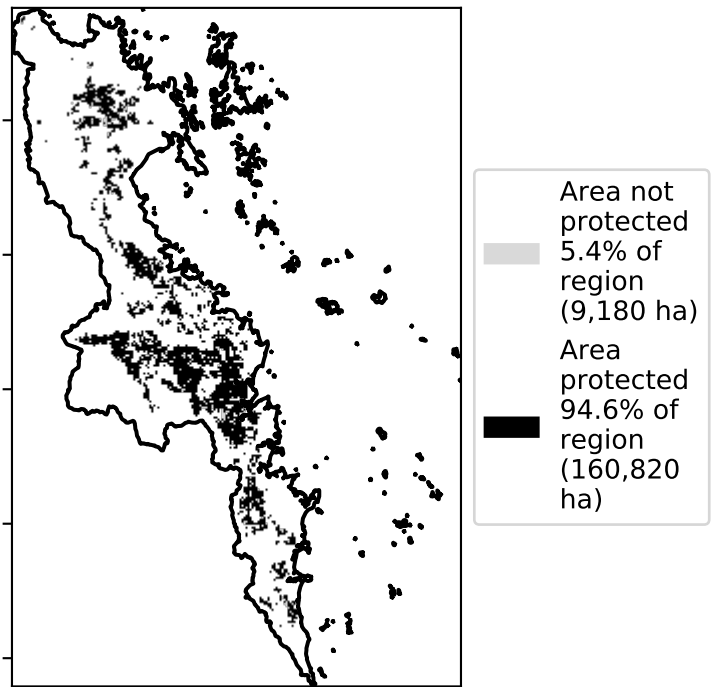 Area not
protected
5.4% of
region
(9,180 ha)
Area
protected
94.6% of
region
(160,820
ha)